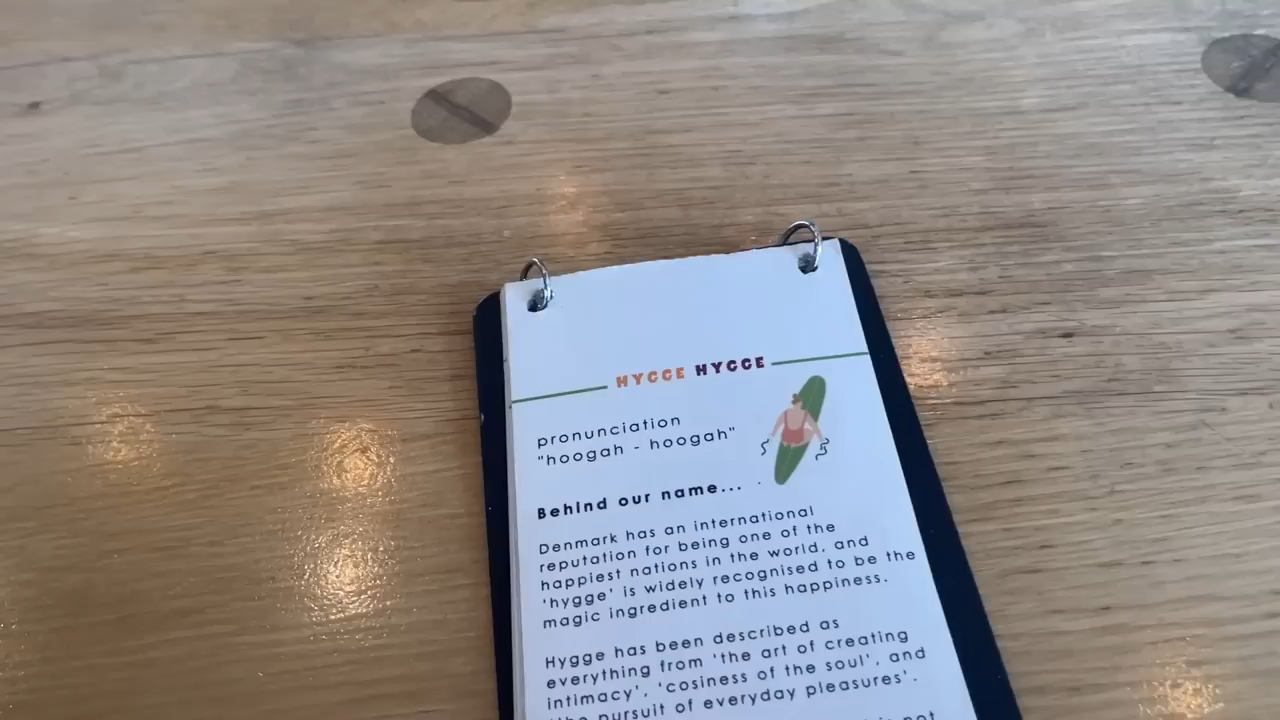 HYGGE HYGGE
pronunciation
"hoogah - hoogah"
Behind our name...
Denmark has an international
reputation for being one of the
happiest nations in the world, and
'hygge' is widely recognised to be the
magic ingredient to this happiness.
Hygge has been described as
everything from 'the art of creating
intimacy', 'cosiness of the soul', and
'the pursuit of everyday pleasures'.
not